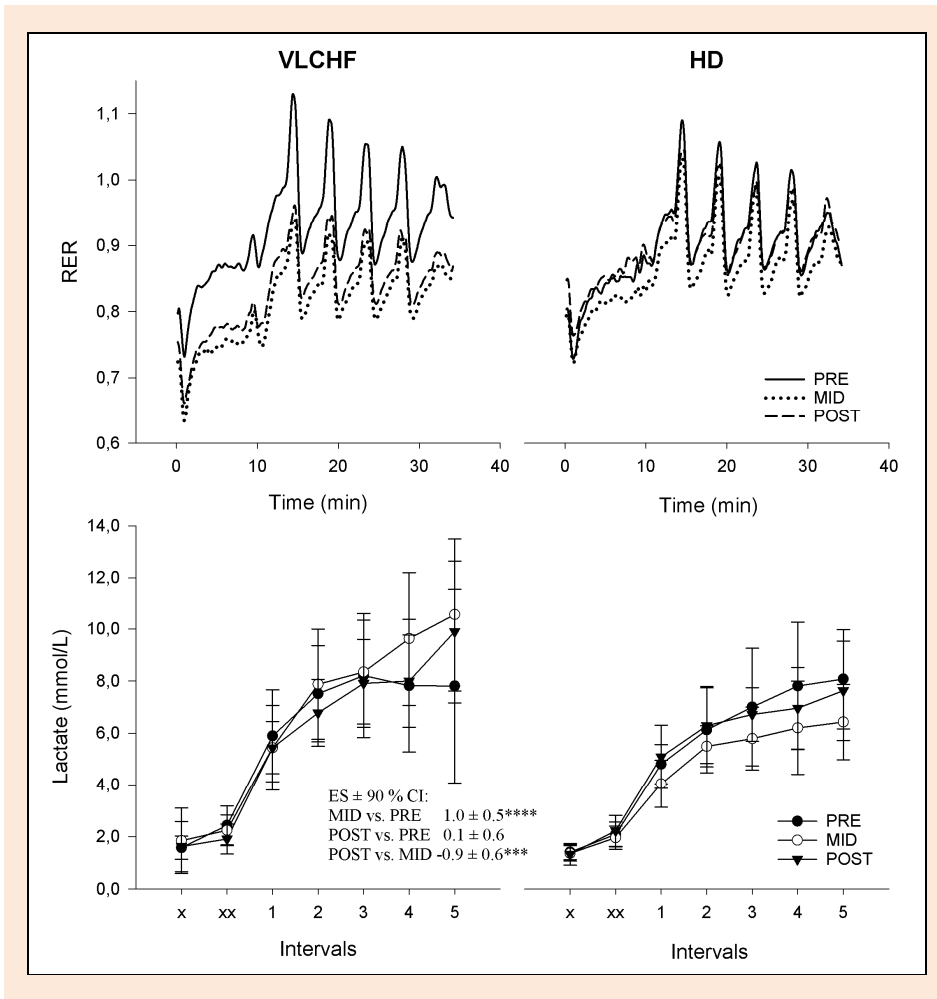 VLCHF
HD
1,1
1,0
0,9
0,8
0,7
0,6
RER
0 10 20 30 40
Time (min)
0 10 20 30 40
Time (min)
PRE
MID
POST
14,0
12,0
10,0
8,0
6,0
4,0
2,0
0,0
Lactate (mmol/L)
ES ± 90 % CI:
MID vs. PRE 1.0 ± 0.5****
POST vs. PRE 0.1 ± 0.6
POST vs. MID -0.9 ± 0.6***
x xx 1 2 3 4 5
Intervals
PRE
MID
POST
x xx 1 2 3 4 5
Intervals